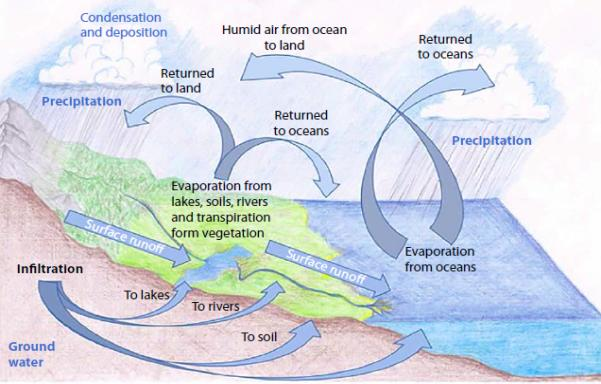 Condensation
and deposition
Humid air from ocean
to land
Returned
to oceans
Returned
to land
Precipitation
Returned
to oceans
Precipitation
Evaporation from
lakes, soils, rivers
and transpiration
form vegetation
Surface runoff
Surface runoff
Evaporation
from oceans
Infiltration
To lakes
To rivers
To soil
Ground
water